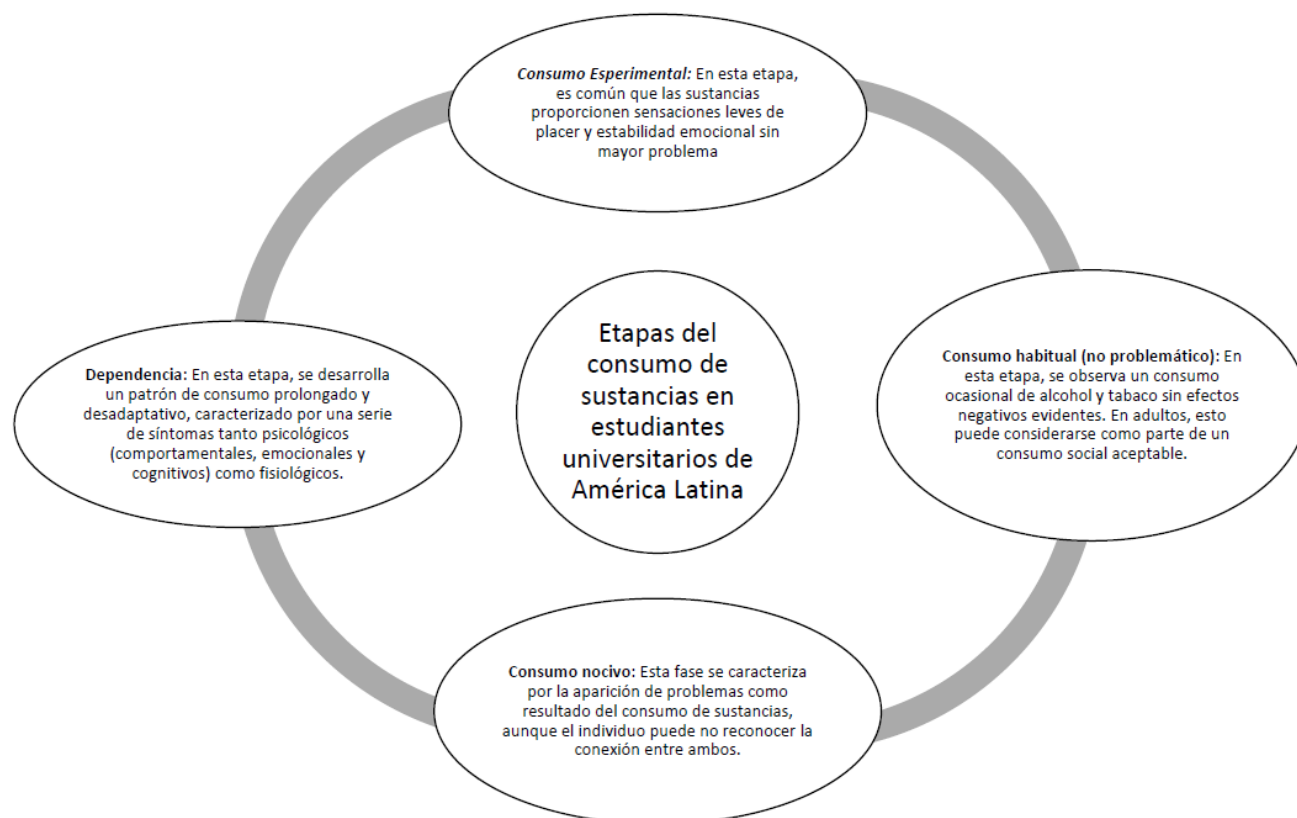 Consumo Esperimental: En esta etapa,
es común que las sustancias
proporcionen sensaciones leves de
placer y estabilidad emocional sin
mayor problema
Etapas del
consumo de
sustancias en
estudiantes
universitarios de
América Latina
Consumo habitual (no problemático): En
esta etapa, se observa un consumo
ocasional de alcohol y tabaco sin efectos
negativos evidentes. En adultos, esto
puede considerarse como parte de un
consumo social aceptable.
Consumo nocivo: Esta fase se caracteriza
por la aparición de problemas como
resultado del consumo de sustancias,
aunque el individuo puede no reconocer la
conexión entre ambos.
Dependencia: En esta etapa, se desarrolla
un patrón de consumo prolongado y
desadaptativo, caracterizado por una serie
de síntomas tanto psicológicos
(comportamentales, emocionales y
cognitivos) como fisiológicos.